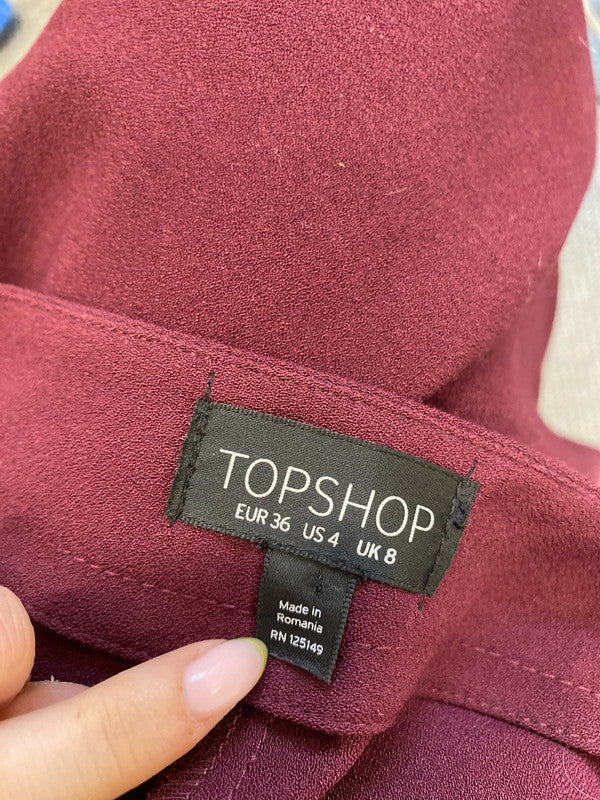 TOPSHOP
EUR 36 US 4 UK 8
Made in
Romania
RN 125149